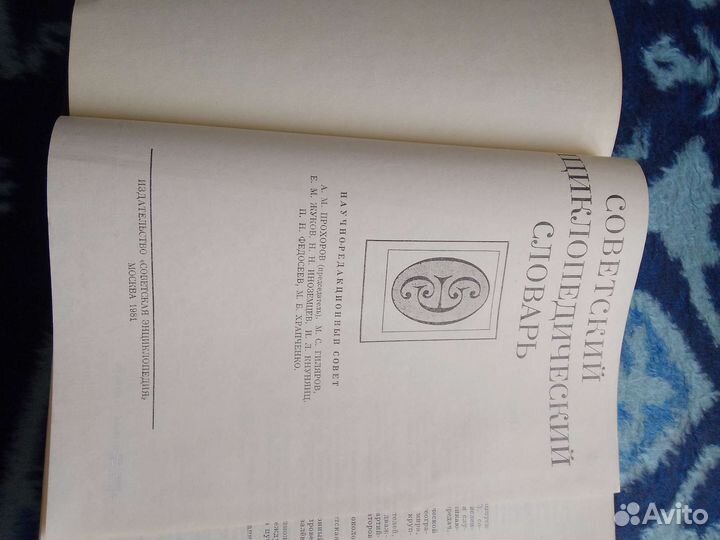 СОВЕТСКИЙ
ЦИКЛОПЕДИЧЕСКИЙ
СЛОВАРЬ
НАУЧНО-РЕДАКЦИОННЫЙ СОВЕТ
А. М. ПРОХОРОВ (председатель), М. С. ГИЛЯРОВ,
Е. М. ЖУКОВ, Н. Н. ИНОЗЕМЦЕВ, И. Л. КНУНЯНЦ,
П. Н. ФЕДОСЕЕВ, М. Б. ХРАПЧЕНКО.
ИЗДАТЕЛЬСТВО «СОВЕТСКАЯ ЭНЦИКЛОПЕДИЯ»
МОСКВА 1981
Avito